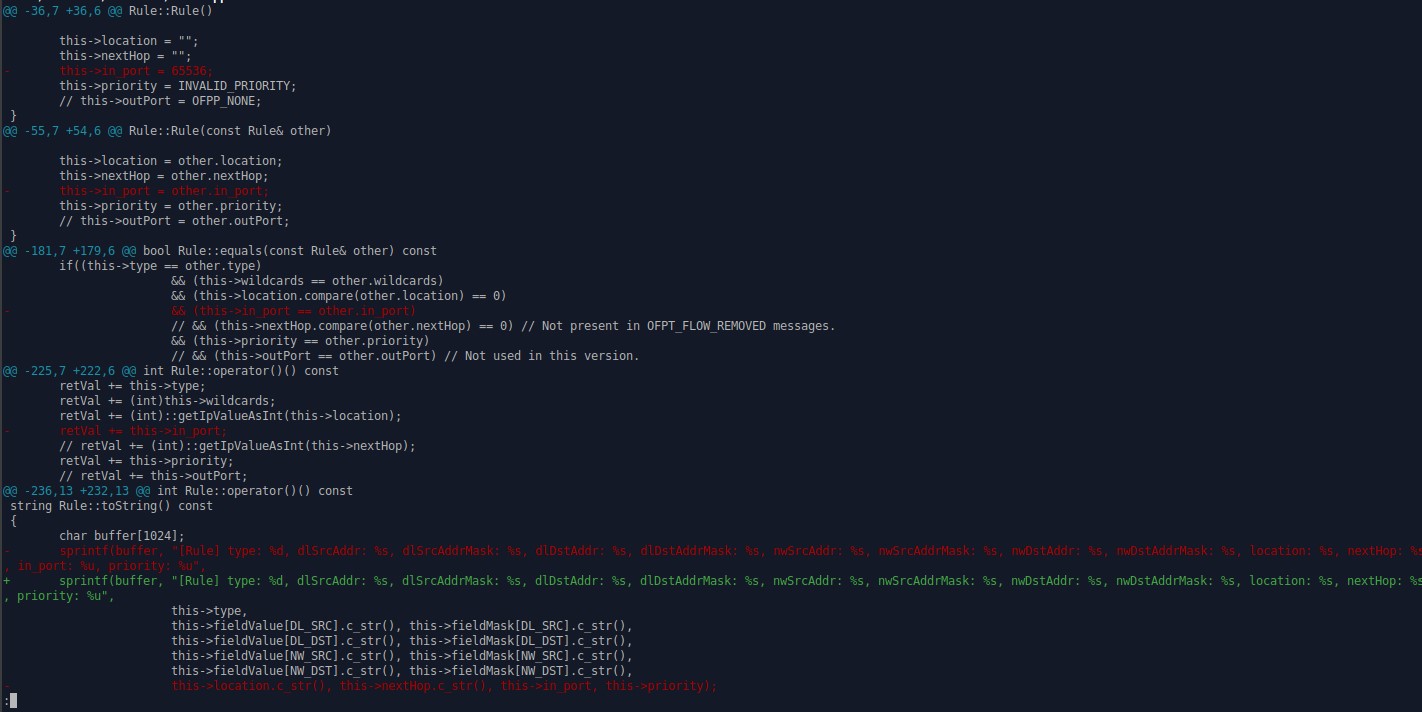 @@ -36,7 +36,6 @@ Rule::Rule()
        this->location = "";
        this->nextHop = "";
-       this->in_port = 65536;
        this->priority = INVALID_PRIORITY;
        // this->outPort = OFPP_NONE;
 }
@@ -55,7 +54,6 @@ Rule::Rule(const Rule& other)
        this->location = other.location;
        this->nextHop = other.nextHop;
-       this->in_port = other.in_port;
        this->priority = other.priority;
        // this->outPort = other.outPort;
 }
@@ -181,7 +179,6 @@ bool Rule::equals(const Rule& other) const
        if((this->type == other.type)
                        && (this->wildcards == other.wildcards)
                        && (this->location.compare(other.location) == 0)
-                       && (this->in_port == other.in_port)
                        // && (this->nextHop.compare(other.nextHop) == 0) // Not present in OFPT_FLOW_REMOVED messages.
                        && (this->priority == other.priority)
                        // && (this->outPort == other.outPort) // Not used in this version.
@@ -225,7 +222,6 @@ int Rule::operator()() const
        retVal += this->type;
        retVal += (int)this->wildcards;
        retVal += (int)::getIpValueAsInt(this->location);
-       retVal += this->in_port;
        // retVal += (int)::getIpValueAsInt(this->nextHop);
        retVal += this->priority;
        // retVal += this->outPort;
@@ -236,13 +232,13 @@ int Rule::operator()() const
 string Rule::toString() const
 {
        char buffer[1024];
-       sprintf(buffer, "[Rule] type: %d, dlSrcAddr: %s, dlSrcAddrMask: %s, dlDstAddr: %s, dlDstAddrMask: %s, nwSrcAddr: %s, nwSrcAddrMask: %s, nwDstAddr: %s, nwDstAddrMask: %s, location: %s, nextHop: %s
, in_port: %u, priority: %u",
+       sprintf(buffer, "[Rule] type: %d, dlSrcAddr: %s, dlSrcAddrMask: %s, dlDstAddr: %s, dlDstAddrMask: %s, nwSrcAddr: %s, nwSrcAddrMask: %s, nwDstAddr: %s, nwDstAddrMask: %s, location: %s, nextHop: %s
, priority: %u",
                        this->type,
                        this->fieldValue[DL_SRC].c_str(), this->fieldMask[DL_SRC].c_str(),
                        this->fieldValue[DL_DST].c_str(), this->fieldMask[DL_DST].c_str(),
                        this->fieldValue[NW_SRC].c_str(), this->fieldMask[NW_SRC].c_str(),
                        this->fieldValue[NW_DST].c_str(), this->fieldMask[NW_DST].c_str(),
-                       this->location.c_str(), this->nextHop.c_str(), this->in_port, this->priority);
: